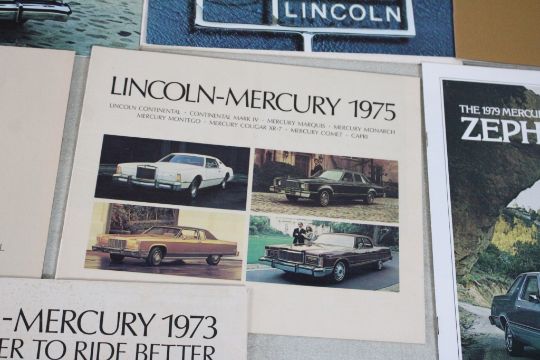 LINCOLN
LINCOLN-MERCURY 1975
LINCOLN CONTINENTAL · CONTINENTAL MARK IV · MERCURY MARQUIS · MERCURY MONARCH
MERCURY MONTEGO · MERCURY COUGAR XR-7 · MERCURY COMET · CAPRI
THE 1979 MERCU
ZEPH
N-MERCURY 1973
ER TO RIDE BETTER